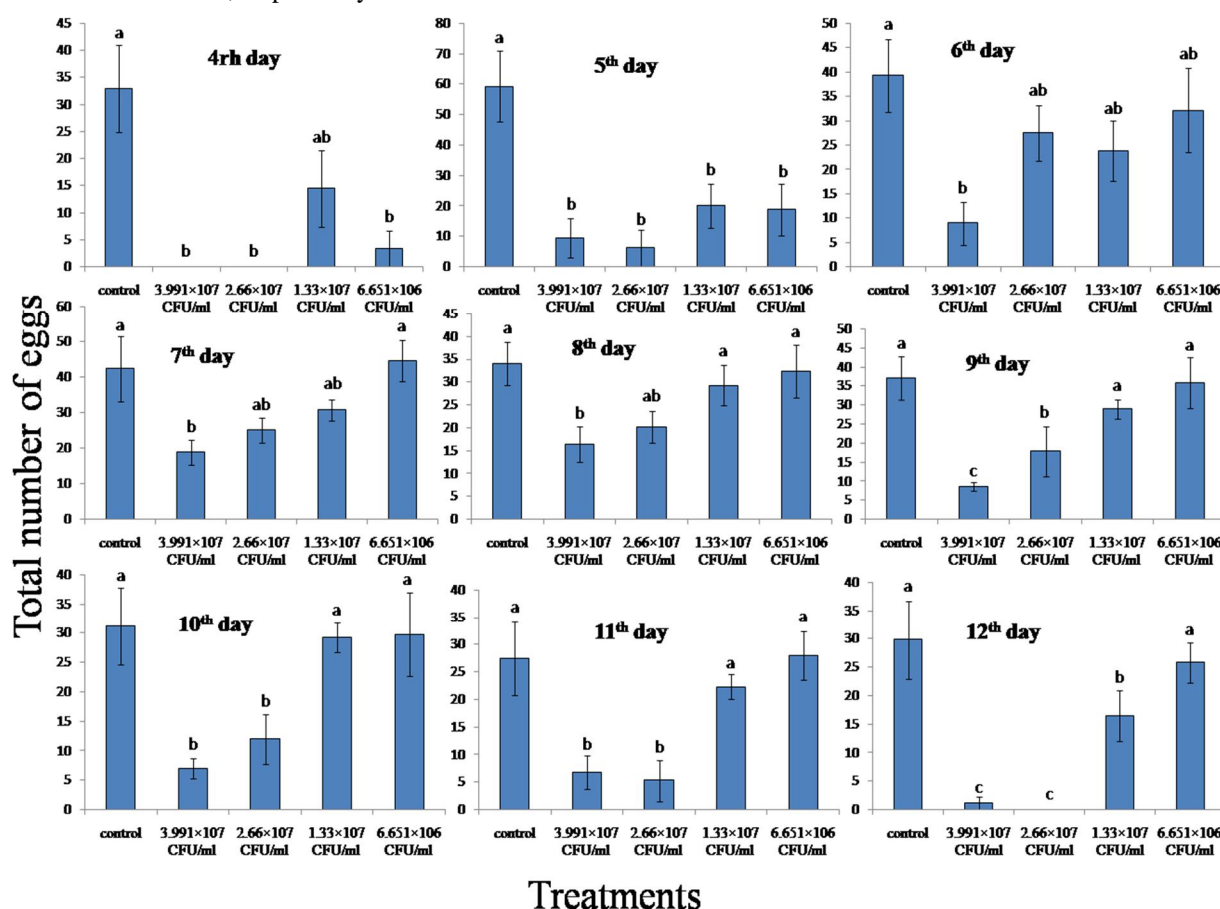 45
40
35
30
25
20
15
10
5
0
4rh day
a
b
b
ab
b
control
3.991×107
CFU/ml
2.66×107
CFU/ml
1.33×107
CFU/ml
6.651×106
CFU/ml
80
70
60
50
40
30
20
10
0
5th day
a
b
b
b
b
control
3.991×107
CFU/ml
2.66×107
CFU/ml
1.33×107
CFU/ml
6.651×106
CFU/ml
50
45
40
35
30
25
20
15
10
5
0
6th day
a
b
ab
ab
ab
control
3.991×107
CFU/ml
2.66×107
CFU/ml
1.33×107
CFU/ml
6.651×106
CFU/ml
Total number of eggs
60
50
40
30
20
10
0
7th day
a
b
ab
ab
a
control
3.991×107
CFU/ml
2.66×107
CFU/ml
1.33×107
CFU/ml
6.651×106
CFU/ml
45
40
35
30
25
20
15
10
5
0
8th day
a
b
ab
a
a
control
3.991×107
CFU/ml
2.66×107
CFU/ml
1.33×107
CFU/ml
6.651×106
CFU/ml
50
45
40
35
30
25
20
15
10
5
0
9th day
a
c
b
a
a
control
3.991×107
CFU/ml
2.66×107
CFU/ml
1.33×107
CFU/ml
6.651×106
CFU/ml
40
35
30
25
20
15
10
5
0
10th day
a
b
b
a
a
control
3.991×107
CFU/ml
2.66×107
CFU/ml
1.33×107
CFU/ml
6.651×106
CFU/ml
40
35
30
25
20
15
10
5
0
11th day
a
b
b
a
a
control
3.991×107
CFU/ml
2.66×107
CFU/ml
1.33×107
CFU/ml
6.651×106
CFU/ml
40
35
30
25
20
15
10
5
0
12th day
a
c
c
b
a
control
3.991×107
CFU/ml
2.66×107
CFU/ml
1.33×107
CFU/ml
6.651×106
CFU/ml
Treatments